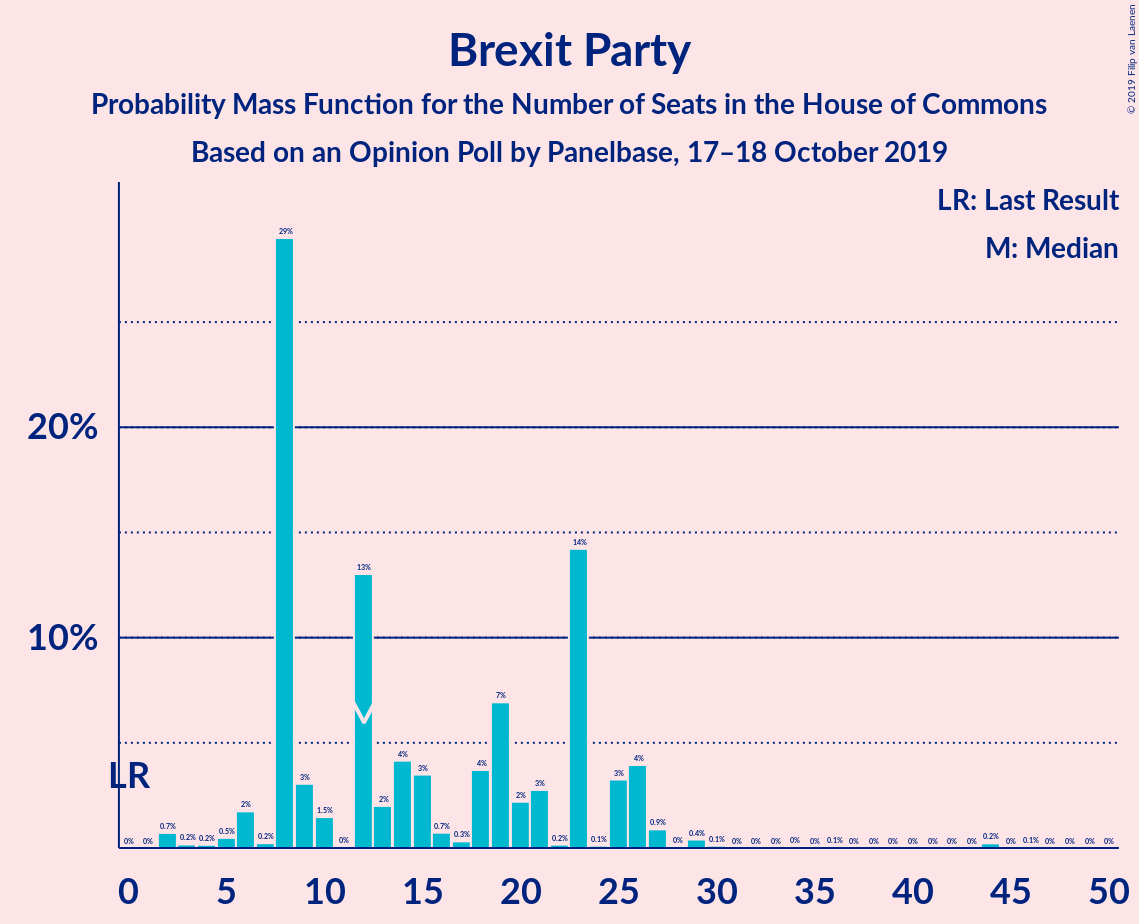 Brexit Party
Probability Mass Function for the Number of Seats in the House of Commons
Based on an Opinion Poll by Panelbase, 17–18 October 2019
© 2019 Filip van Laenen
LR: Last Result
M: Median
20%
10%
LR
0% 0% 0.7% 0.2% 0.2% 0.5% 2% 0.2% 29% 3% 1.5% 0% 13% 2% 4% 3% 0.7% 0.3% 4% 7% 2% 3% 0.2% 14% 0.1% 3% 4% 0.9% 0% 0.4% 0.1% 0% 0% 0% 0% 0% 0.1% 0% 0% 0% 0% 0% 0% 0% 0.2% 0% 0.1% 0% 0% 0% 0%
0 5 10 15 20 25 30 35 40 45 50